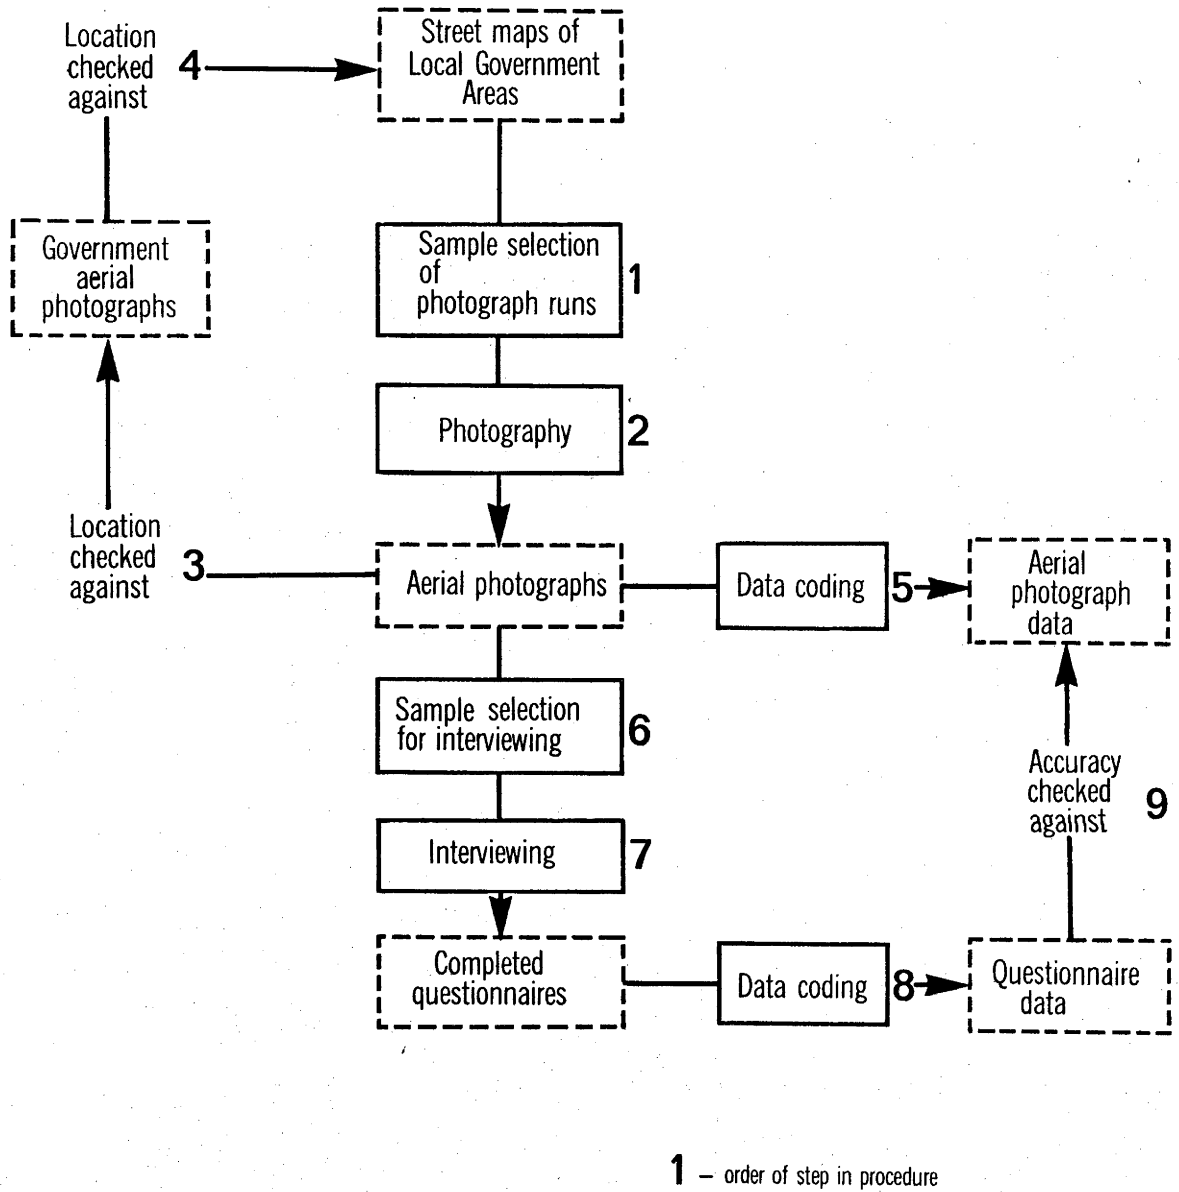 Location
checked
against
4
Street maps of
Local Government
Areas
Government
aerial
photographs
Sample selection
of
photograph runs
1
Photography
2
Location
checked
against
3
Aerial photographs
Data coding
5
Aerial
photograph
data
Sample selection
for interviewing
6
Interviewing
7
Accuracy
checked
against
9
Completed
questionnaires
Data coding
8
Questionnaire
data
1 – order of step in procedure